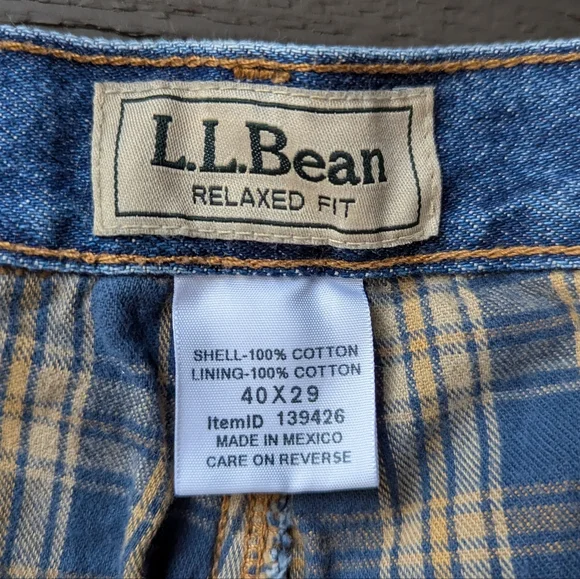 L.L.Bean
RELAXED FIT
SHELL-100% COTTON
LINING-100% COTTON
40X29
ItemID 139426
MADE IN MEXICO
CARE ON REVERSE